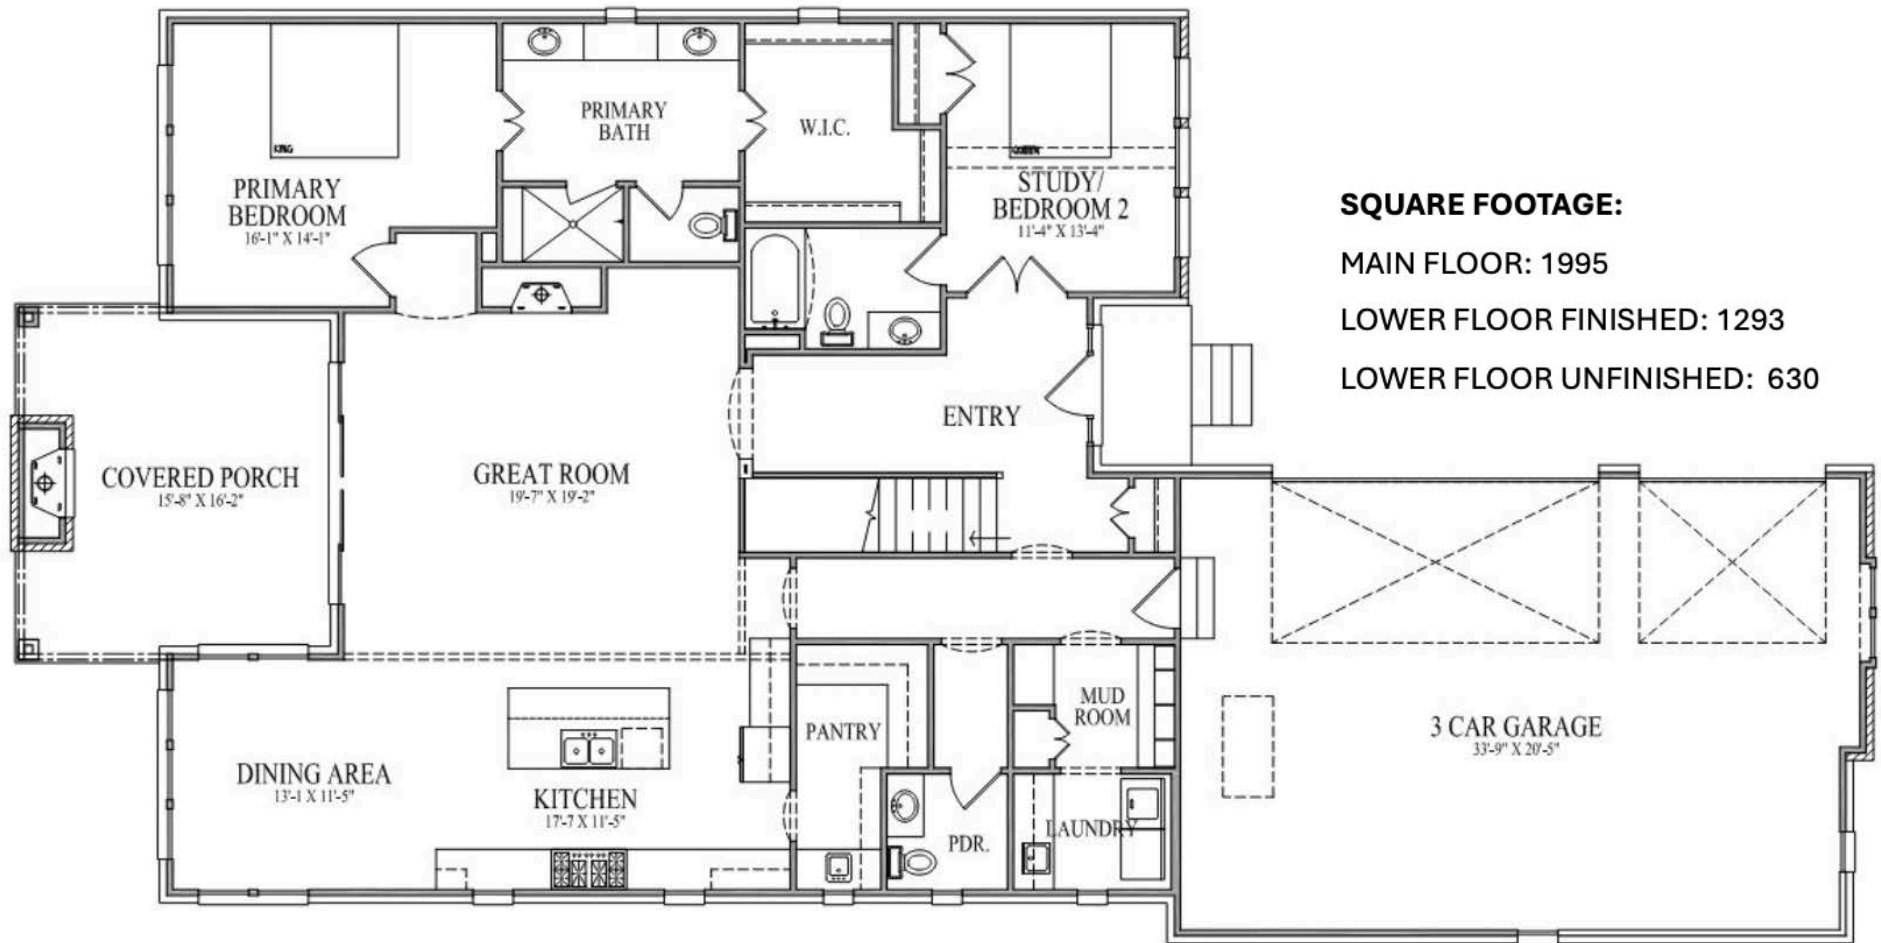 PRIMARY
BATH
W.I.C.
KING
QUEEN
PRIMARY
BEDROOM
16'-1" X 14'-1"
STUDY/
BEDROOM 2
11'-4" X 13'-4"
SQUARE FOOTAGE:
MAIN FLOOR: 1995
LOWER FLOOR FINISHED: 1293
LOWER FLOOR UNFINISHED: 630
ENTRY
COVERED PORCH
15'-8" X 16'-2"
GREAT ROOM
19'-7" X 19'-2"
MUD
ROOM
PANTRY
3 CAR GARAGE
33'-9" X 20'-5"
DINING AREA
13'-1 X 11'-5"
KITCHEN
17'-7 X 11'-5"
LAUNDRY
PDR.